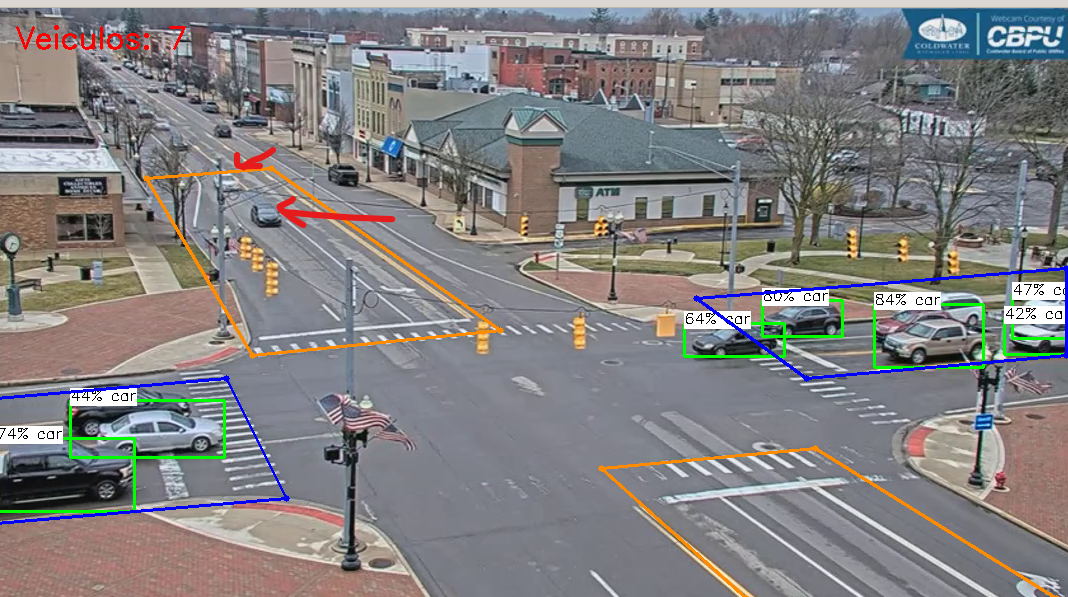 Veiculos: 7
Webcam Courtesy of
COLDWATER
CBPU
Coldwater Board of Public Utilities
ATM
80% car
84% car
47% c
64% car
42% ca
44% car
74% car